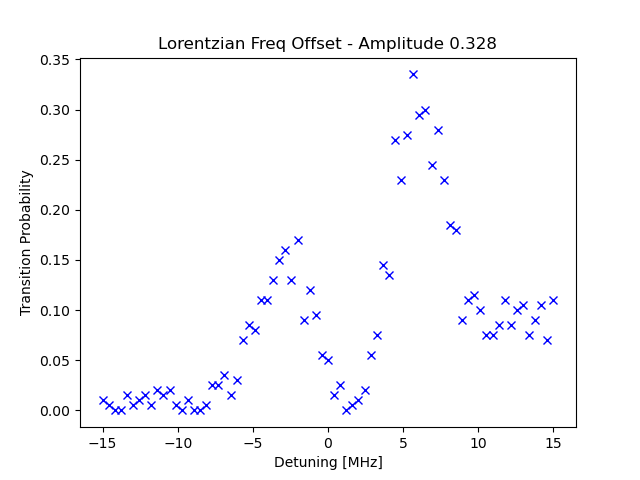 Lorentzian Freq Offset - Amplitude 0.328
Transition Probability
0.35
0.30
0.25
0.20
0.15
0.10
0.05
0.00
−15 −10 −5 0 5 10 15
Detuning [MHz]